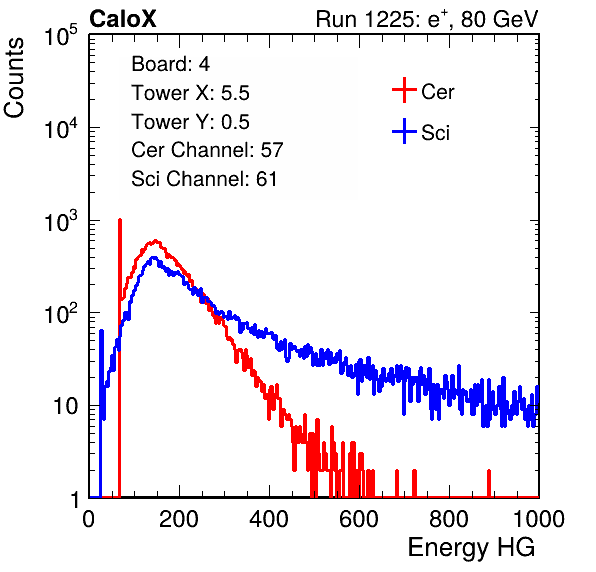 CaloX Run 1225: e⁺, 80 GeV
Counts
10⁵
10⁴
10³
10²
10
1
Board: 4
Tower X: 5.5
Tower Y: 0.5
Cer Channel: 57
Sci Channel: 61
Cer
Sci
0 200 400 600 800 1000
Energy HG